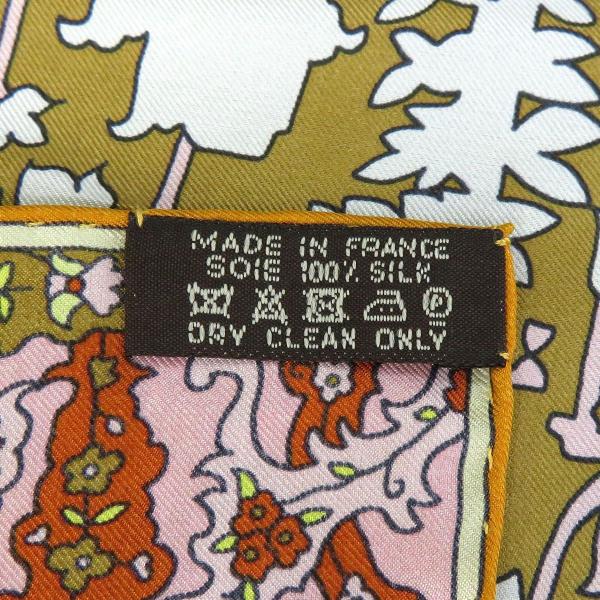 MADE IN FRANCE
SOIE 100% SILK
P
DRY CLEAN ONLY